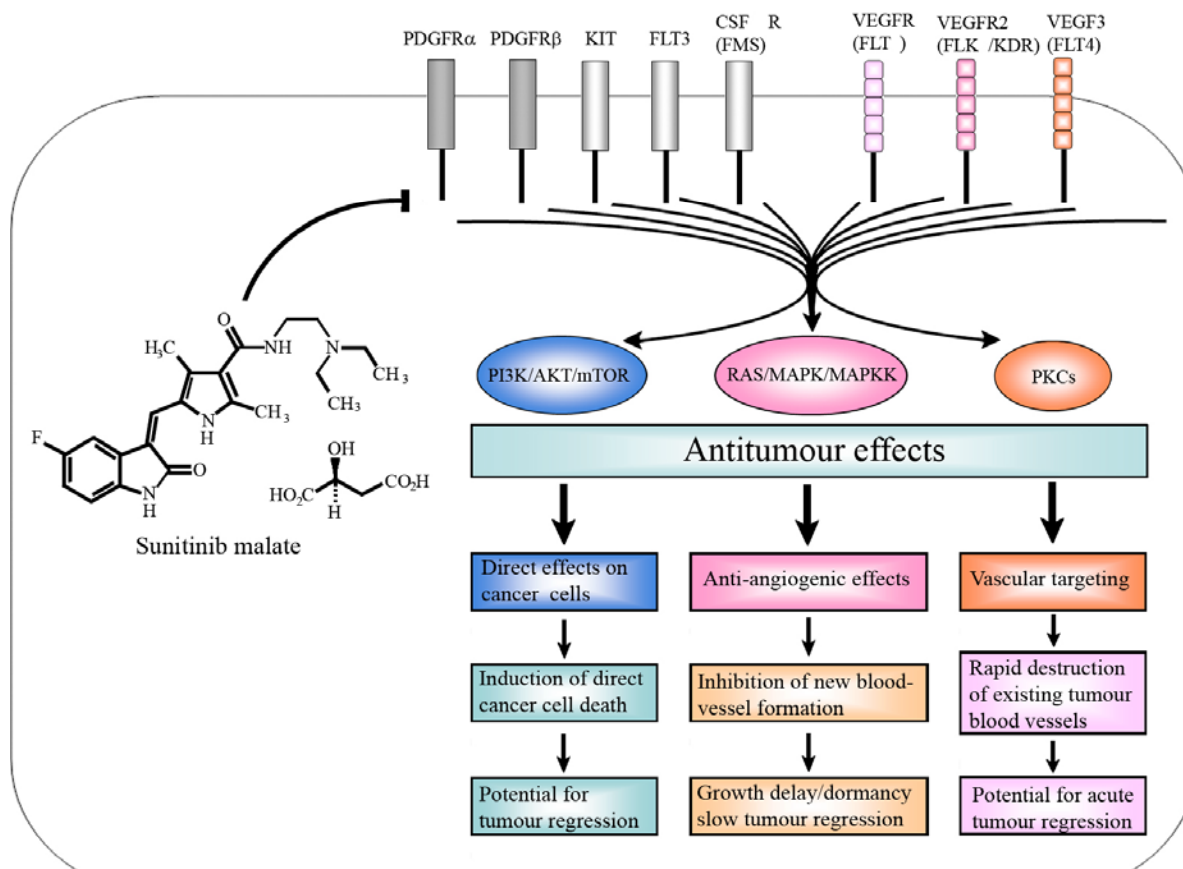 PDGFRα
PDGFRβ
KIT
FLT3
CSF R
(FMS)
VEGFR
(FLT )
VEGFR2
(FLK /KDR)
VEGF3
(FLT4)
O
NH
N
H₃C
CH₃
CH₃
N
H
CH₃
F
O
N
H
OH
HO₂C
CO₂H
H
Sunitinib malate
PI3K/AKT/mTOR
RAS/MAPK/MAPKK
PKCs
Antitumour effects
Direct effects on
cancer cells
Anti-angiogenic effects
Vascular targeting
Induction of direct
cancer cell death
Inhibition of new blood-
vessel formation
Rapid destruction
of existing tumour
blood vessels
Potential for
tumour regression
Growth delay/dormancy
slow tumour regression
Potential for acute
tumour regression